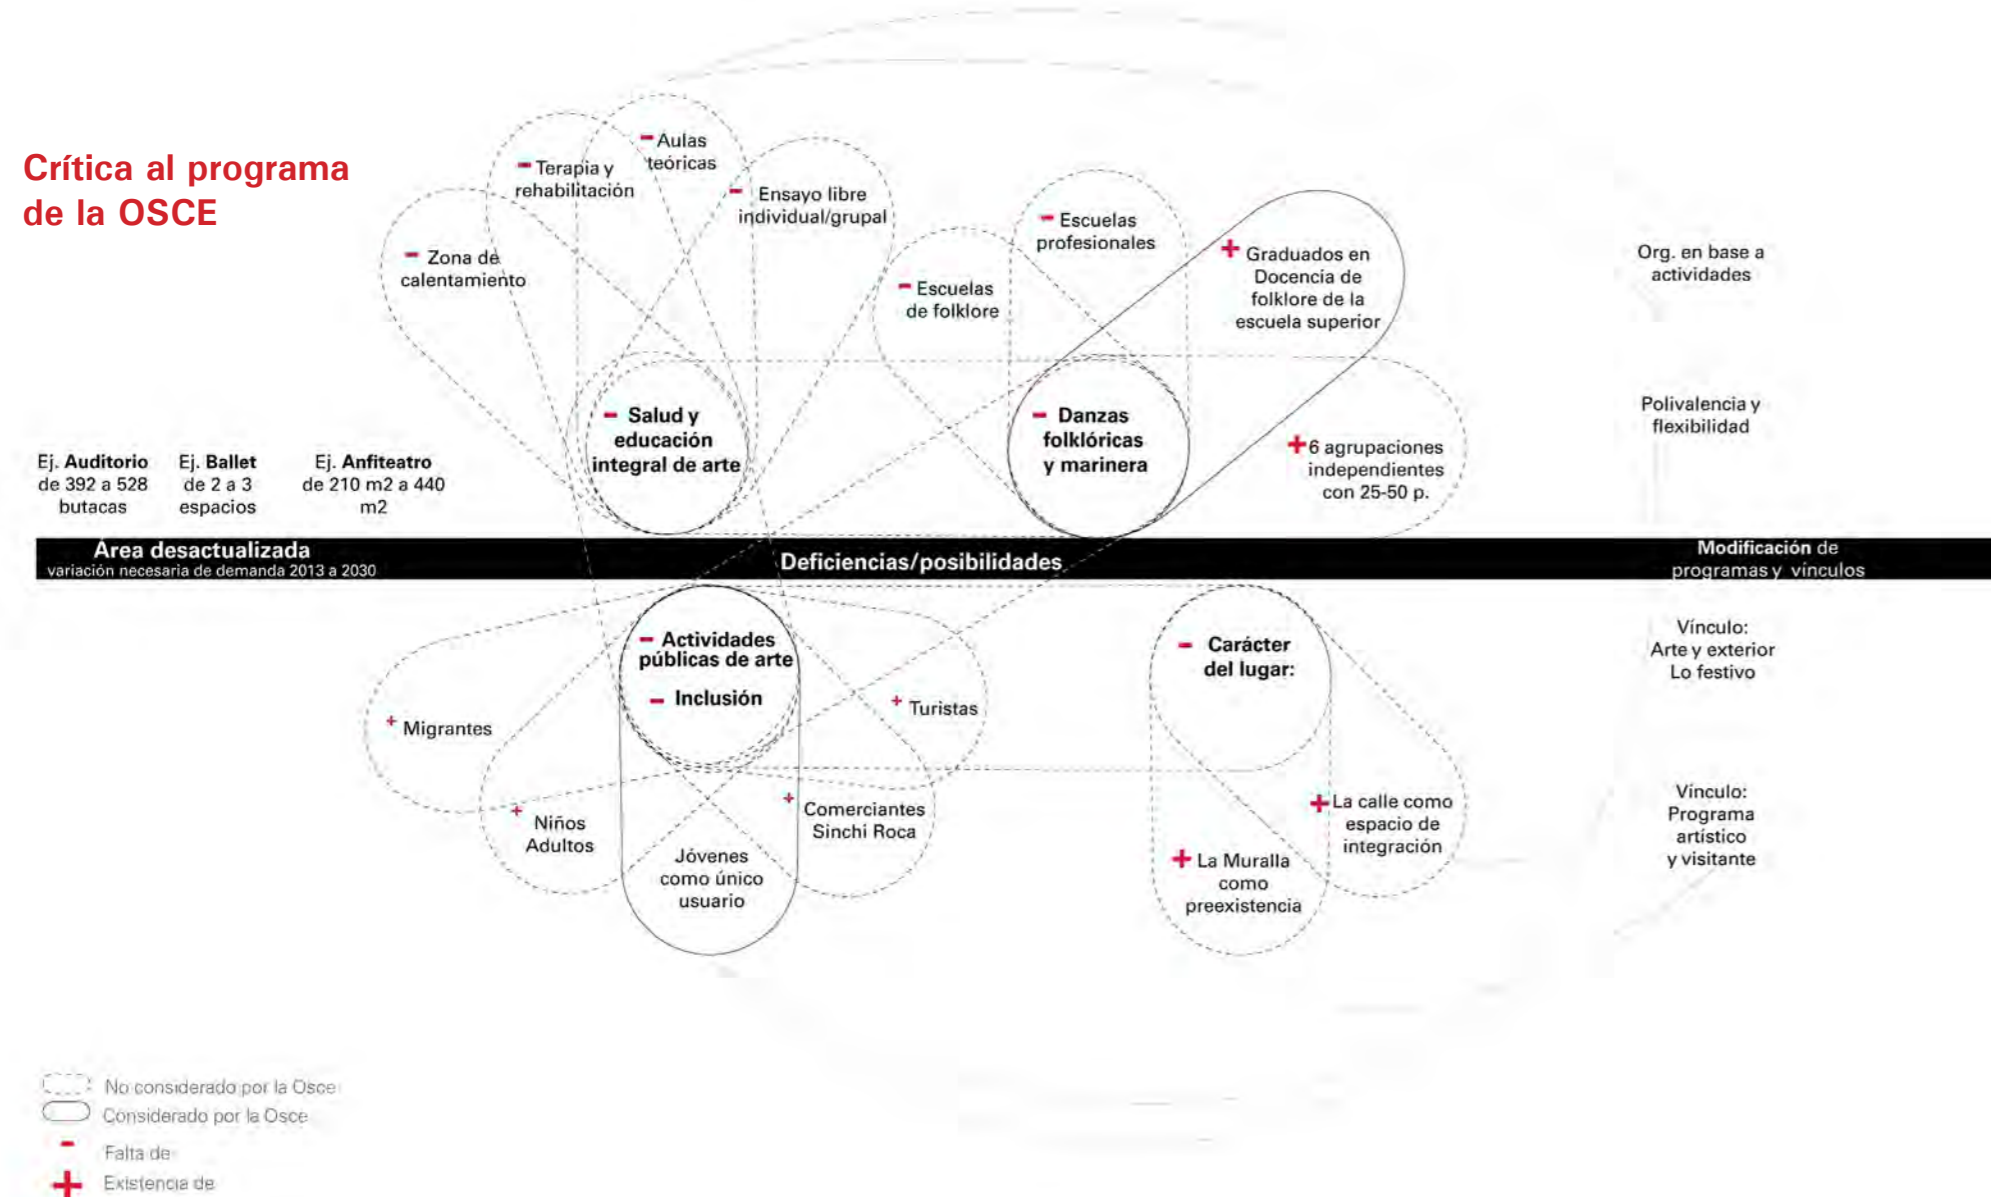 Crítica al programa
de la OSCE
- Aulas
teóricas
- Terapia y
rehabilitación
- Ensayo libre
individual/grupal
- Zona de
calentamiento
- Escuelas
profesionales
- Escuelas
de folklore
+ Graduados en
Docencia de
folklore de la
escuela superior
Org. en base a
actividades
- Salud y
educación
integral de arte
- Danzas
folklóricas
y marinera
+ 6 agrupaciones
independientes
con 25-50 p.
Polivalencia y
flexibilidad
Ej. Auditorio
de 392 a 528
butacas
Ej. Ballet
de 2 a 3
espacios
Ej. Anfiteatro
de 210 m2 a 440
m2
Área desactualizada
variación necesaria de demanda 2013 a 2030
Deficiencias/posibilidades
Modificación de
programas y vínculos
- Actividades
públicas de arte
- Inclusión
- Carácter
del lugar:
Vínculo:
Arte y exterior
Lo festivo
+ Migrantes
+ Turistas
+ Niños
Adultos
Jóvenes
como único
usuario
+ Comerciantes
Sinchi Roca
+ La calle como
espacio de
integración
+ La Muralla
como
preexistencia
Vínculo:
Programa
artístico
y visitante
No considerado por la Osce
Considerado por la Osce
- Falta de
+ Existencia de